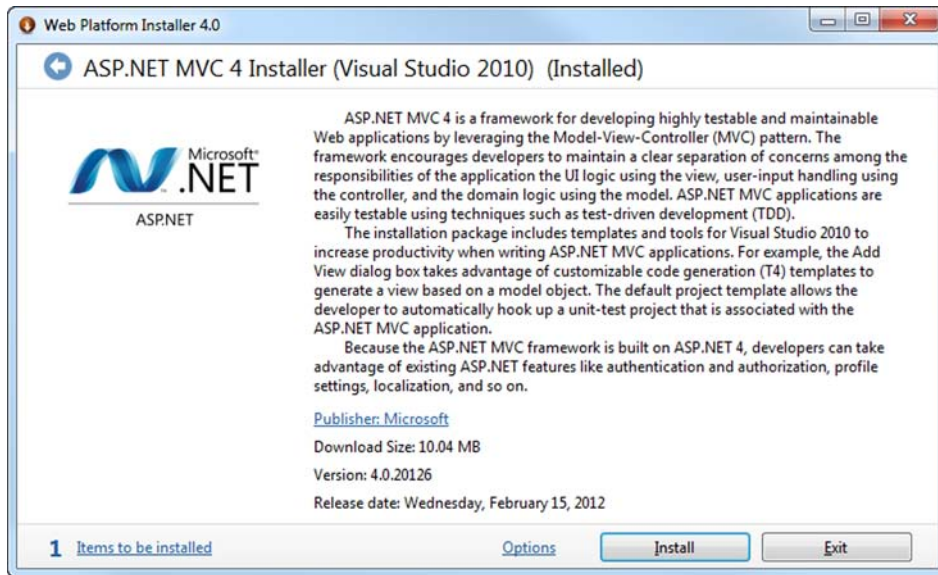 Web Platform Installer 4.0
ASP.NET MVC 4 Installer (Visual Studio 2010) (Installed)
Microsoft®
.NET
ASP.NET
ASP.NET MVC 4 is a framework for developing highly testable and maintainable
Web applications by leveraging the Model-View-Controller (MVC) pattern. The
framework encourages developers to maintain a clear separation of concerns among the
responsibilities of the application the UI logic using the view, user-input handling using
the controller, and the domain logic using the model. ASP.NET MVC applications are
easily testable using techniques such as test-driven development (TDD).
The installation package includes templates and tools for Visual Studio 2010 to
increase productivity when writing ASP.NET MVC applications. For example, the Add
View dialog box takes advantage of customizable code generation (T4) templates to
generate a view based on a model object. The default project template allows the
developer to automatically hook up a unit-test project that is associated with the
ASP.NET MVC application.
Because the ASP.NET MVC framework is built on ASP.NET 4, developers can take
advantage of existing ASP.NET features like authentication and authorization, profile
settings, localization, and so on.
Publisher: Microsoft
Download Size: 10.04 MB
Version: 4.0.20126
Release date: Wednesday, February 15, 2012
1 Items to be installed
Options
Install
Exit